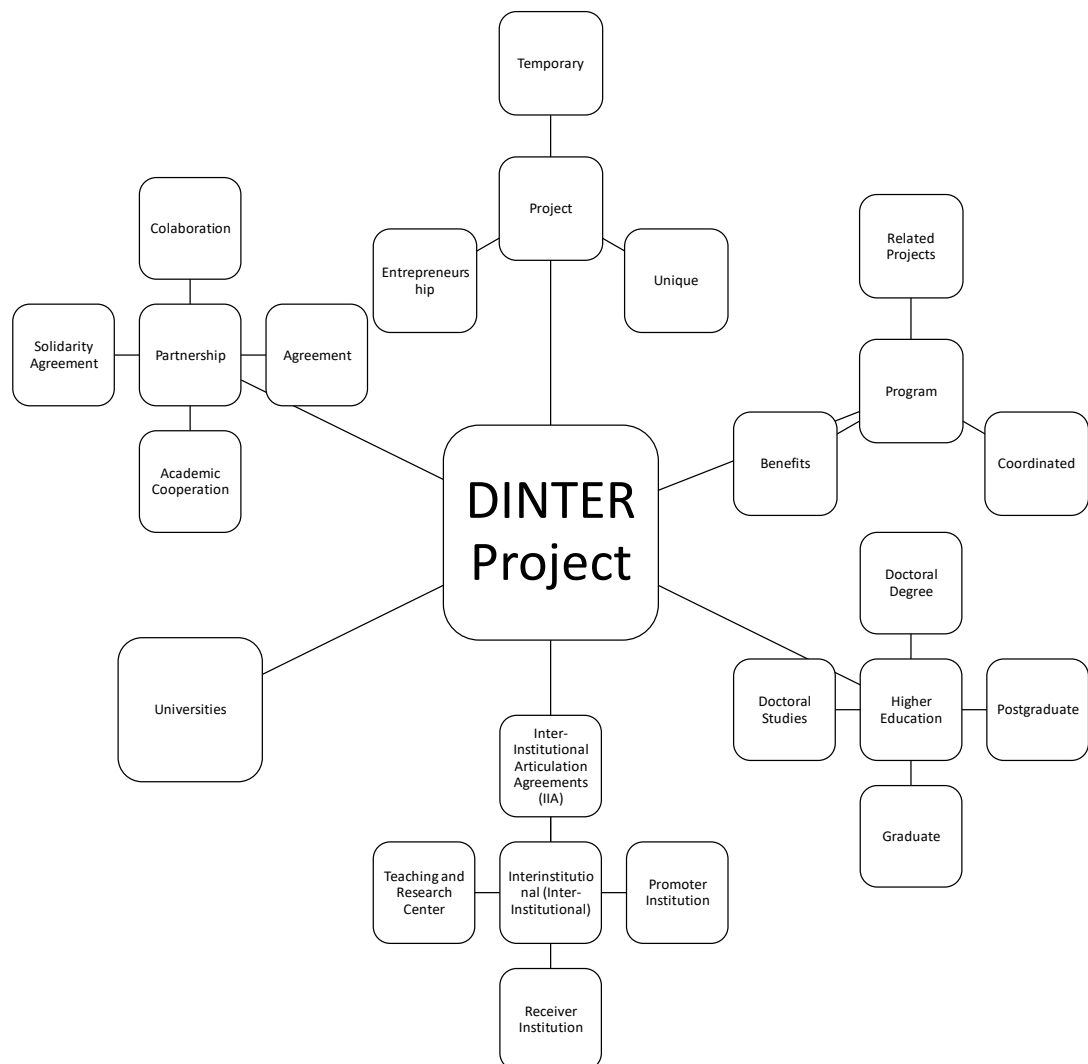 Temporary
Project
Entrepreneurs
hip
Unique
Colaboration
Solidarity
Agreement
Partnership
Agreement
Academic
Cooperation
Related
Projects
Program
Benefits
Coordinated
DINTER
Project
Doctoral
Degree
Doctoral
Studies
Higher
Education
Postgraduate
Graduate
Universities
Inter-
Institutional
Articulation
Agreements
(IIA)
Teaching and
Research
Center
Interinstitutio
nal (Inter-
Institutional)
Promoter
Institution
Receiver
Institution